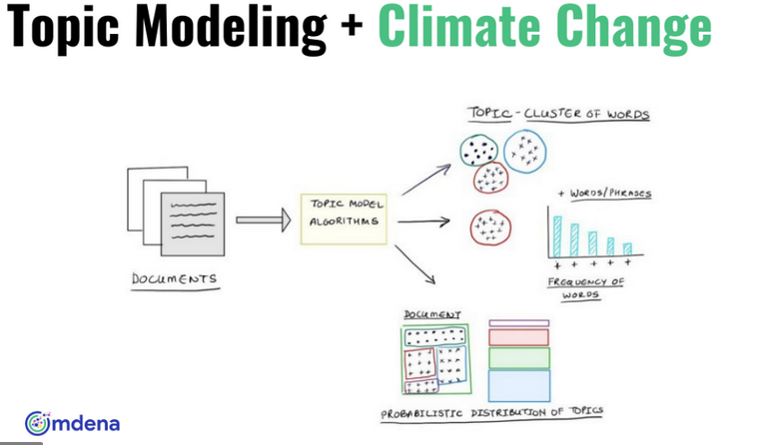 Topic Modeling + Climate Change
TOPIC - CLUSTER OF WORDS
TOPIC MODEL
ALGORITHMS
+ WORDS/PHRASES
DOCUMENTS
FREQUENCY OF
WORDS
DOCUMENT
PROBABILISTIC DISTRIBUTION OF TOPICS
Omdena